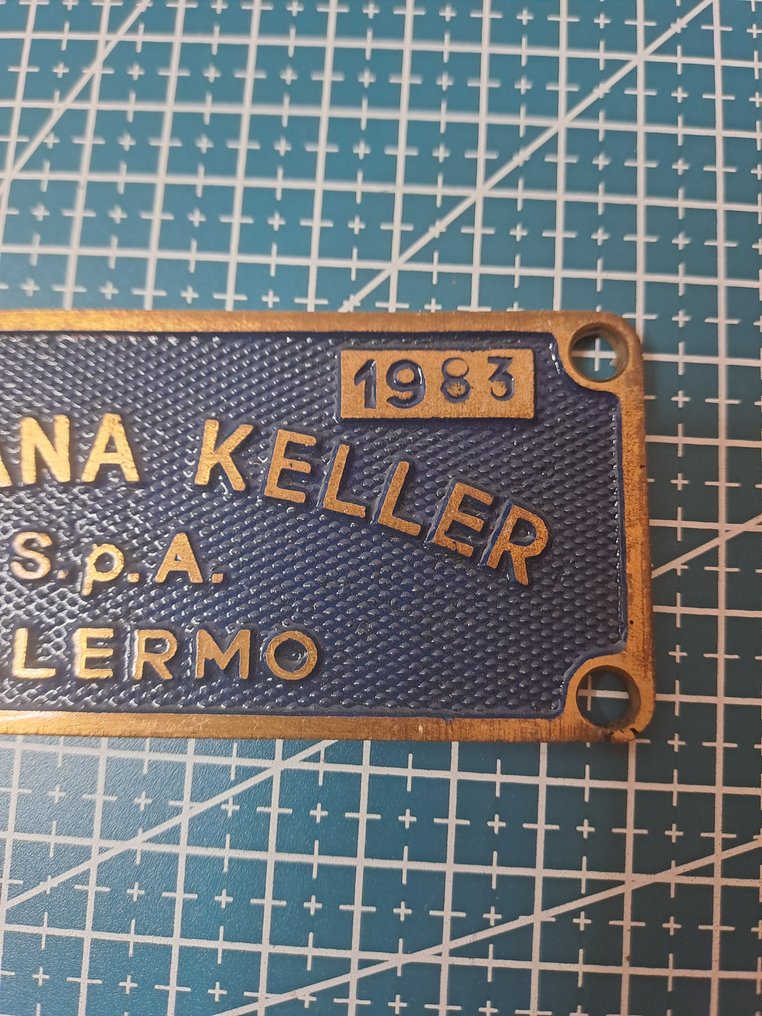 1983
ANA KELLER
S.p.A.
LERMO